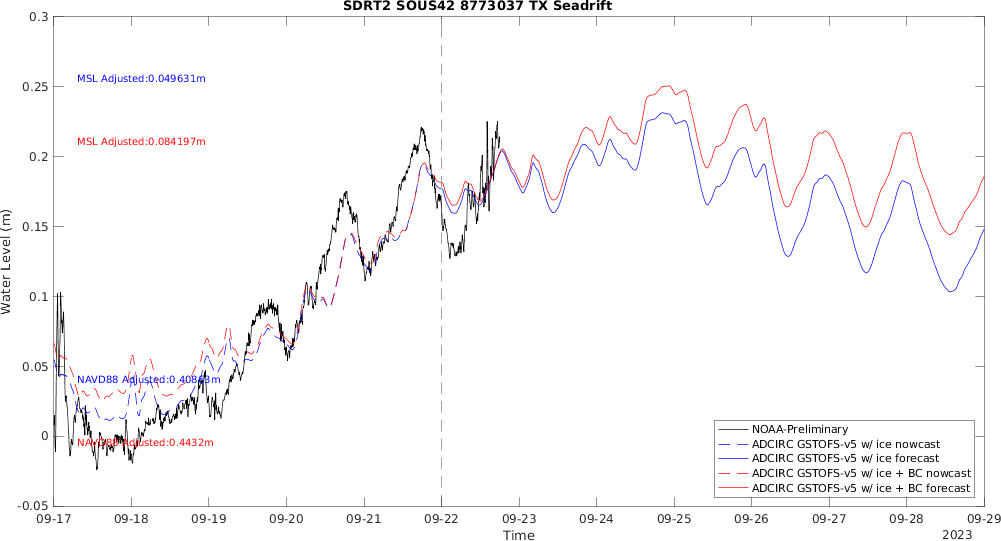 SDRT2 SOUS42 8773037 TX Seadrift
0.3
0.25
0.2
0.15
0.1
0.05
0
-0.05
Water Level (m)
MSL Adjusted:0.049631m
MSL Adjusted:0.084197m
NAVD88 Adjusted:0.40863m
NAVD88 Adjusted:0.4432m
NOAA-Preliminary
ADCIRC GSTOFS-v5 w/ ice nowcast
ADCIRC GSTOFS-v5 w/ ice forecast
ADCIRC GSTOFS-v5 w/ ice + BC nowcast
ADCIRC GSTOFS-v5 w/ ice + BC forecast
09-17 09-18 09-19 09-20 09-21 09-22 09-23 09-24 09-25 09-26 09-27 09-28 09-29
Time
2023